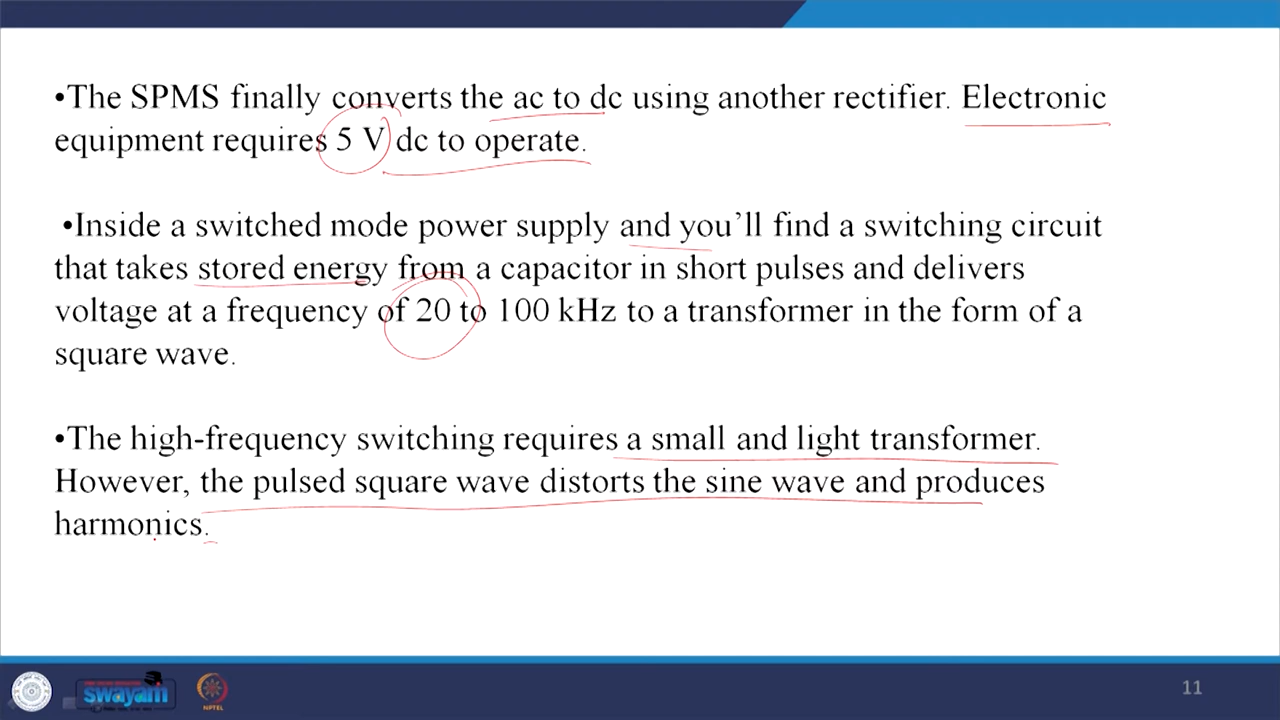 •The SPMS finally converts the ac to dc using another rectifier. Electronic
equipment requires 5 V dc to operate.
•Inside a switched mode power supply and you’ll find a switching circuit
that takes stored energy from a capacitor in short pulses and delivers
voltage at a frequency of 20 to 100 kHz to a transformer in the form of a
square wave.
•The high-frequency switching requires a small and light transformer.
However, the pulsed square wave distorts the sine wave and produces
harmonics.
swayam
NPTEL
11